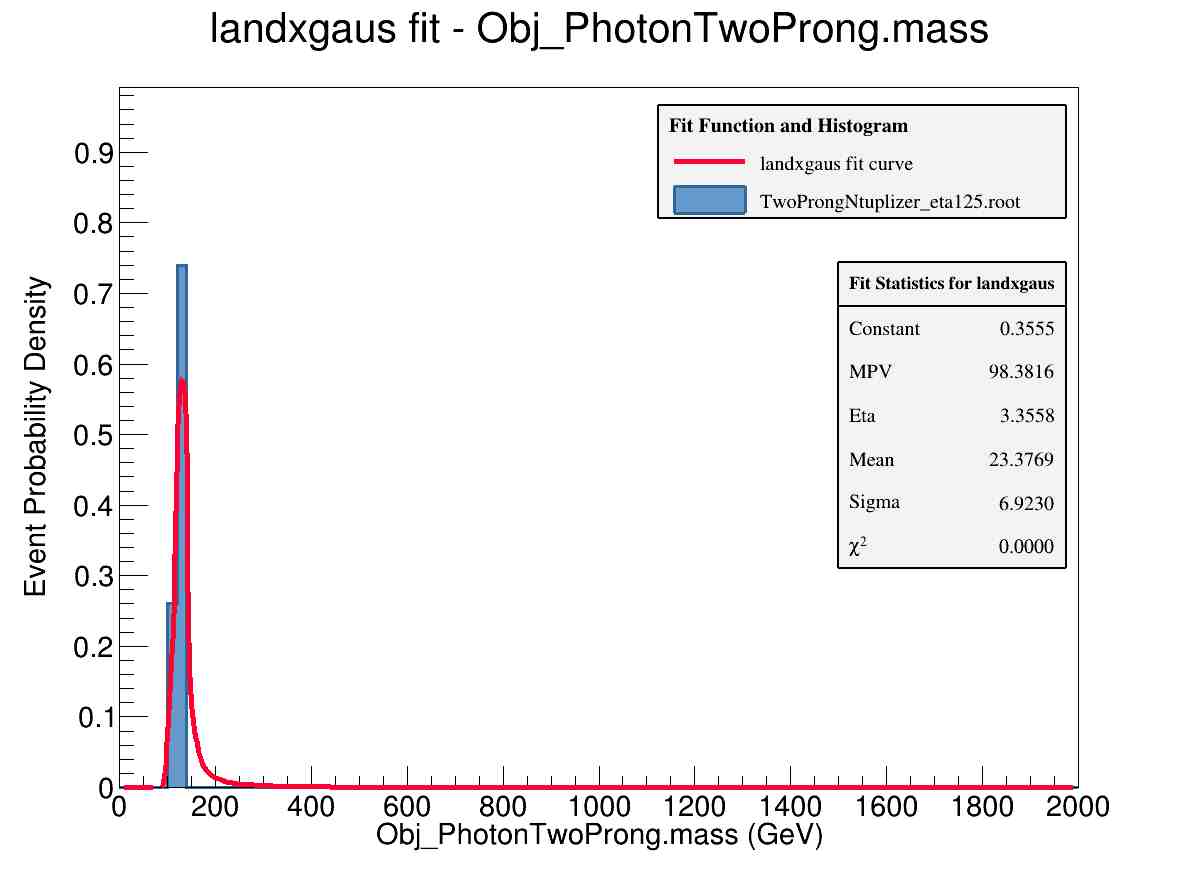 landxgaus fit - Obj_PhotonTwoProng.mass
Fit Function and Histogram
landxgaus fit curve
TwoProngNtuplizer_eta125.root
Fit Statistics for landxgaus
Constant 0.3555
MPV 98.3816
Eta 3.3558
Mean 23.3769
Sigma 6.9230
χ² 0.0000
Event Probability Density
0.9
0.8
0.7
0.6
0.5
0.4
0.3
0.2
0.1
0
0 200 400 600 800 1000 1200 1400 1600 1800 2000
Obj_PhotonTwoProng.mass (GeV)